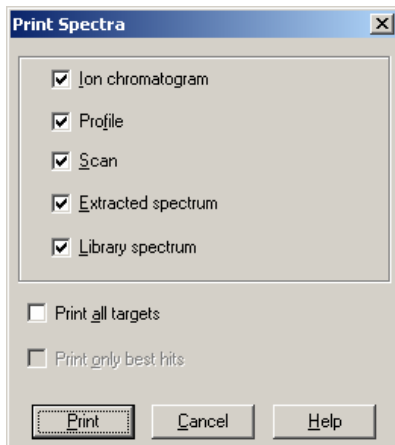 Print Spectra
Ion chromatogram
Profile
Scan
Extracted spectrum
Library spectrum
Print all targets
Print only best hits
Print Cancel Help